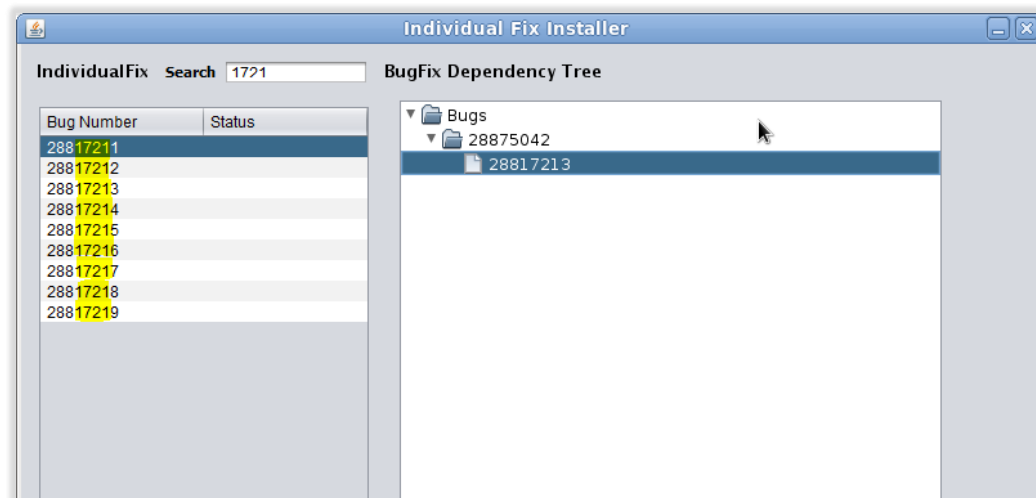 Individual Fix Installer
IndividualFix Search 1721 BugFix Dependency Tree
Bug Number Status
28817211
28817212
28817213
28817214
28817215
28817216
28817217
28817218
28817219
Bugs
28875042
28817213